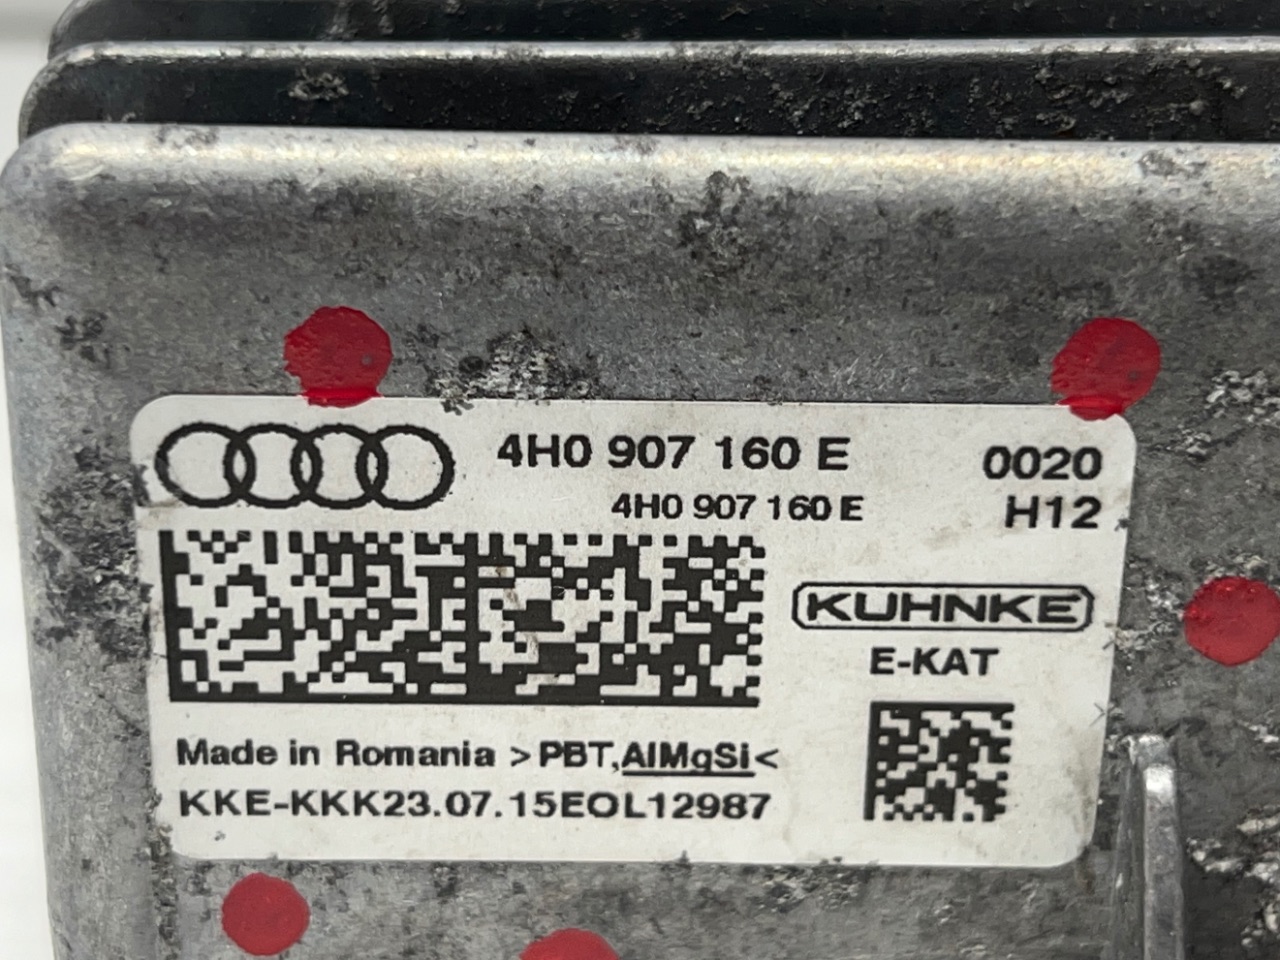 4H0 907 160 E
4H0 907 160 E
0020
H12
KUHNKE
E-KAT
Made in Romania >PBT,AlMgSi<
KKE-KKK23.07.15EOL12987